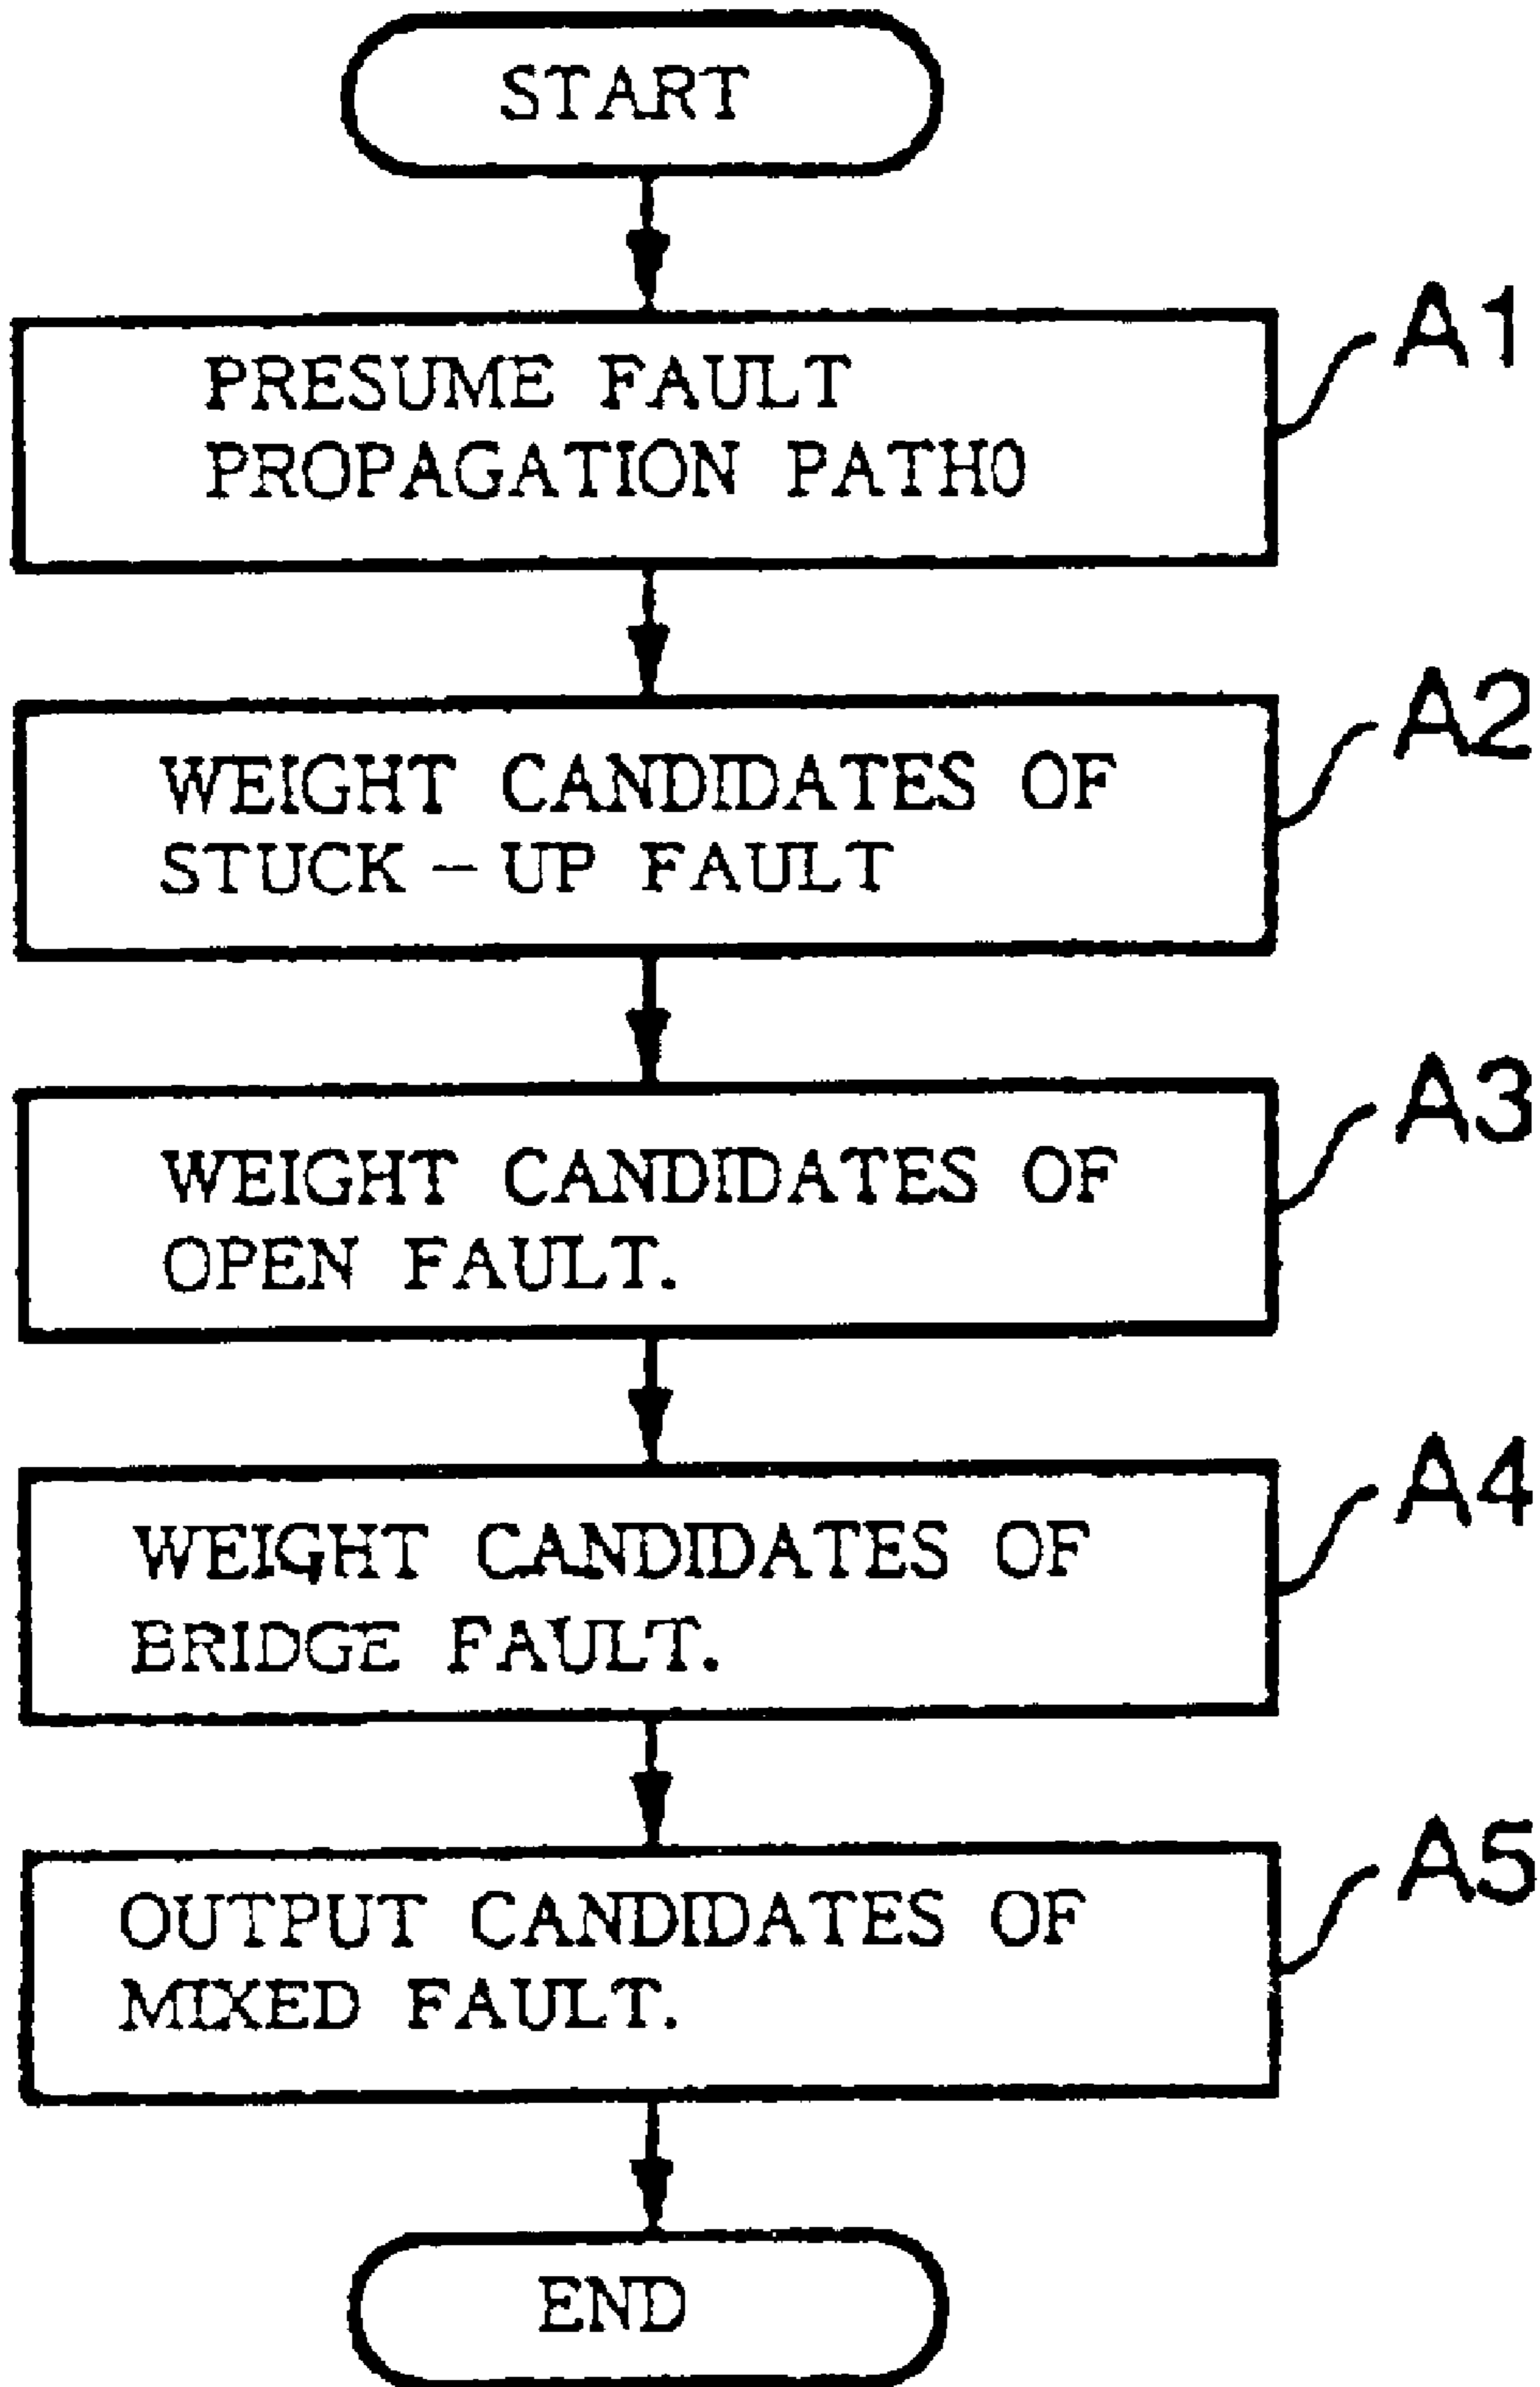 START
A1
PRESUME FAULT
PROPAGATION PATH0
A2
WEIGHT CANDIDATES OF
STUCK - UP FAULT
A3
WEIGHT CANDIDATES OF
OPEN FAULT.
A4
WEIGHT CANDIDATES OF
BRIDGE FAULT.
A5
OUTPUT CANDIDATES OF
MIXED FAULT.
END